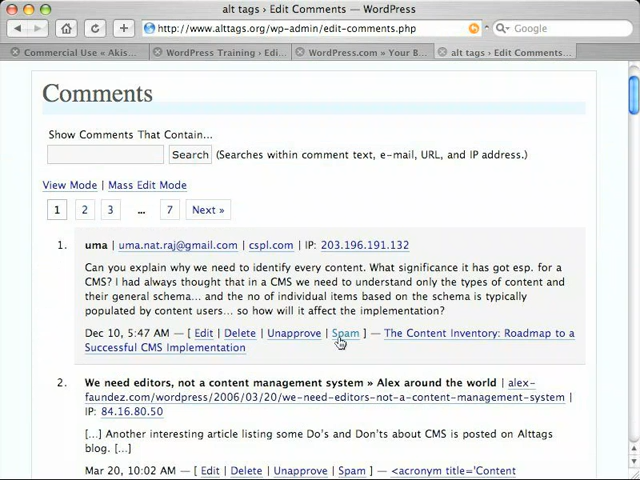 alt tags › Edit Comments — WordPress
http://www.alttags.org/wp-admin/edit-comments.php
Google
Commercial Use « Akis...
WordPress Training › Edi...
WordPress.com » Your B...
alt tags › Edit Comments...
Comments
Show Comments That Contain...
Search (Searches within comment text, e-mail, URL, and IP address.)
View Mode | Mass Edit Mode
1 2 3 ... 7 Next »
1. uma | uma.nat.raj@gmail.com | cspl.com | IP: 203.196.191.132
Can you explain why we need to identify every content. What significance it has got esp. for a
CMS? I had always thought that in a CMS we need to understand only the types of content and
their general schema... and the no of individual items based on the schema is typically
populated by content users... so how will it affect the implementation?
Dec 10, 5:47 AM — [ Edit | Delete | Unapprove | Spam ] — The Content Inventory: Roadmap to a
Successful CMS Implementation
2. We need editors, not a content management system » Alex around the world | alex-
faundez.com/wordpress/2006/03/20/we-need-editors-not-a-content-management-system |
IP: 84.16.80.50
[...] Another interesting article listing some Do's and Don'ts about CMS is posted on Alttags
blog. [...]
Mar 20, 10:02 AM — [ Edit | Delete | Unapprove | Spam ] — <acronym title='Content